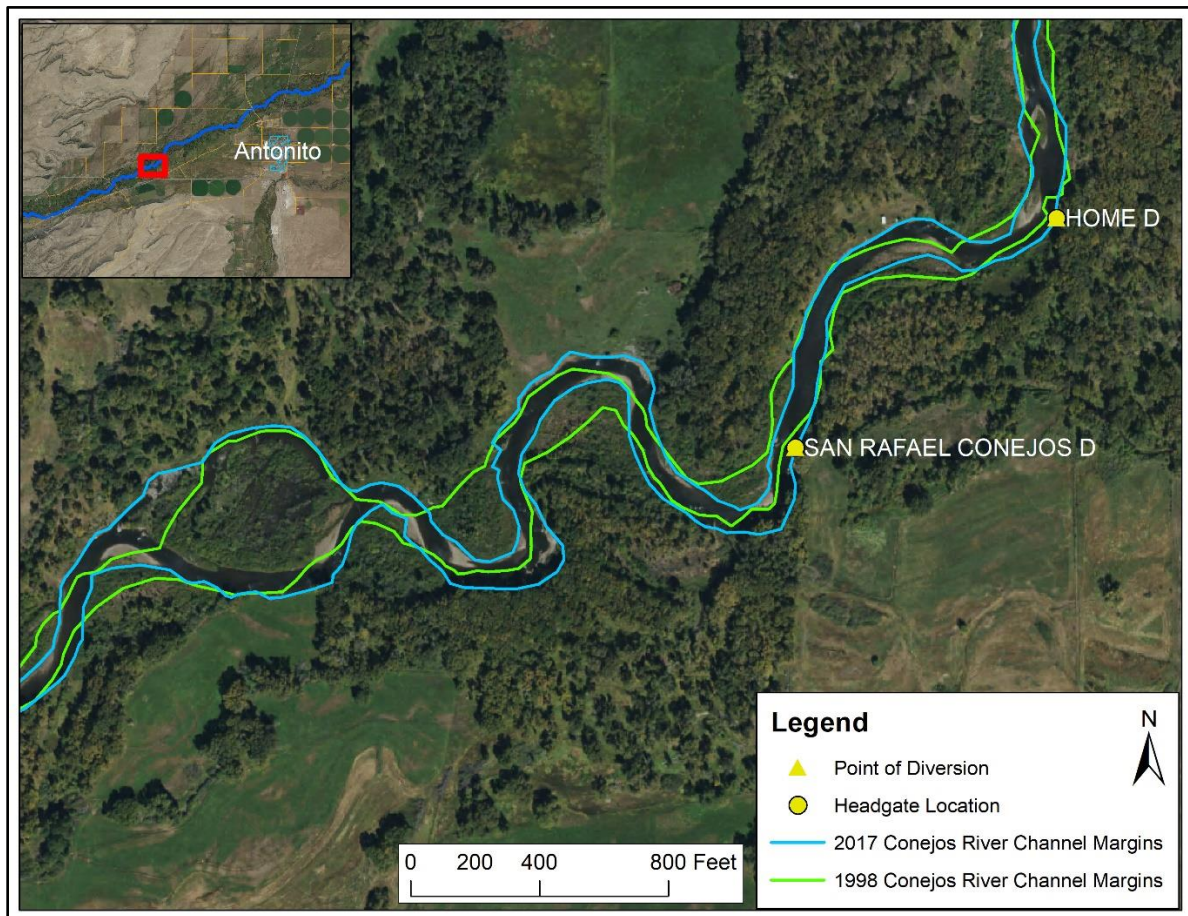 Antonito
HOME D
SAN RAFAEL CONEJOS D
Legend
N
Point of Diversion
Headgate Location
2017 Conejos River Channel Margins
1998 Conejos River Channel Margins
0 200 400 800 Feet